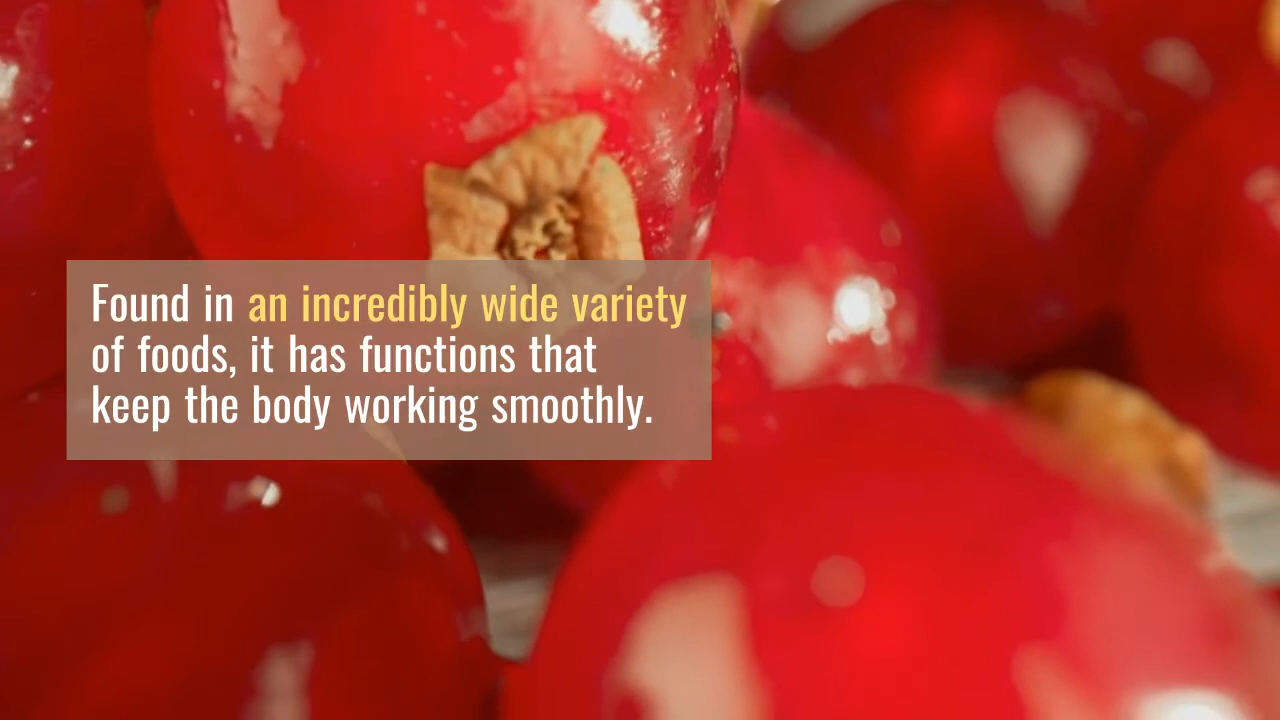 Found in an incredibly wide variety
of foods, it has functions that
keep the body working smoothly.